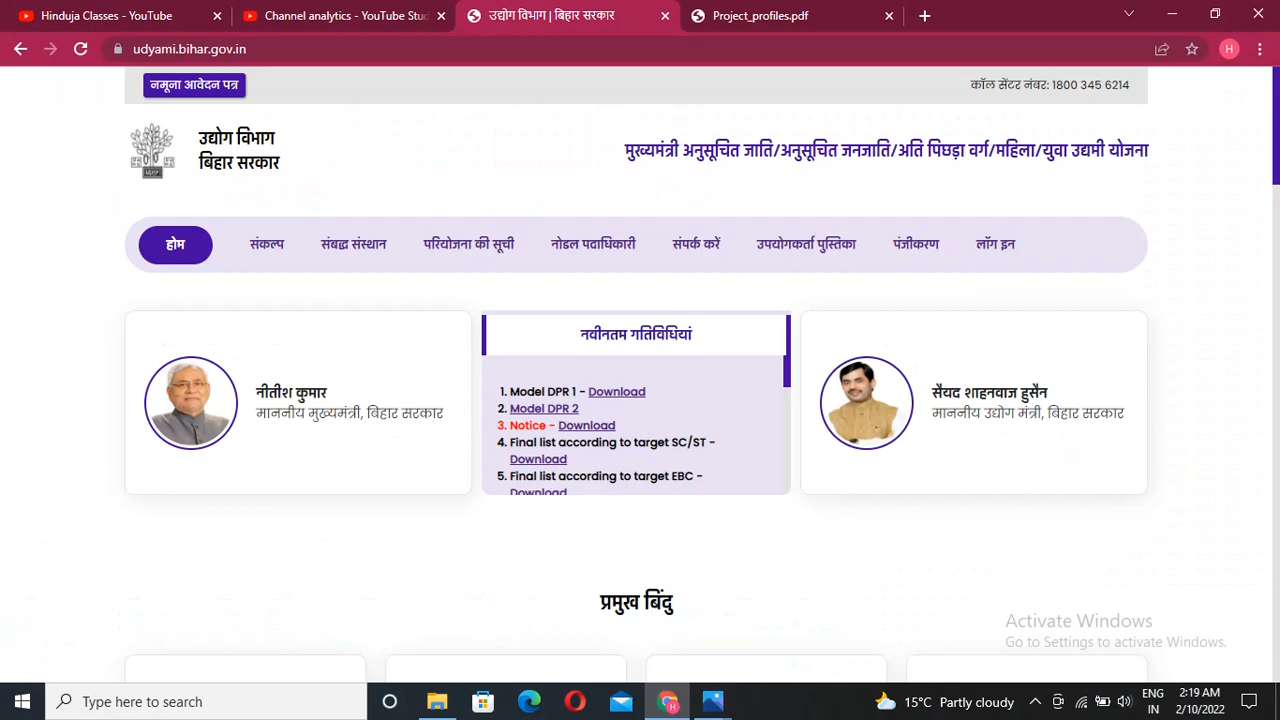 Hinduja Classes - YouTube
Channel analytics - YouTube Stud
उद्योग विभाग | बिहार सरकार
Project_profiles.pdf
udyami.bihar.gov.in
H
नमूना आवेदन पत्र
कॉल सेंटर नंबर: 1800 345 6214
उद्योग विभाग
बिहार सरकार
मुख्यमंत्री अनुसूचित जाति/अनुसूचित जनजाति/अति पिछड़ा वर्ग/महिला/युवा उद्यमी योजना
होम
संकल्प
संबद्ध संस्थान
परियोजना की सूची
नोडल पदाधिकारी
संपर्क करें
उपयोगकर्ता पुस्तिका
पंजीकरण
लॉग इन
नीतीश कुमार
माननीय मुख्यमंत्री, बिहार सरकार
नवीनतम गतिविधियां
1. Model DPR 1 - Download
2. Model DPR 2
3. Notice - Download
4. Final list according to target SC/ST -
Download
5. Final list according to target EBC -
Download
सैयद शाहनवाज हुसैन
माननीय उद्योग मंत्री, बिहार सरकार
प्रमुख बिंदु
Activate Windows
Go to Settings to activate Windows.
Type here to search
15°C Partly cloudy
ENG
IN
2:19 AM
2/10/2022